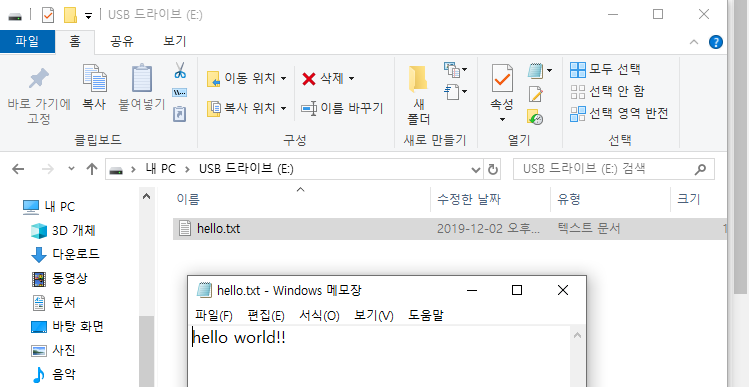 USB 드라이브 (E:)
파일 홈 공유 보기
바로 가기에 고정
복사
붙여넣기
이동 위치
복사 위치
삭제
이름 바꾸기
새 폴더
속성
모두 선택
선택 안 함
선택 영역 반전
클립보드 구성 새로 만들기 열기 선택
내 PC USB 드라이브 (E:)
USB 드라이브 (E:) 검색
이름 수정한 날짜 유형 크기
hello.txt 2019-12-02 오후... 텍스트 문서 1
내 PC
3D 개체
다운로드
동영상
문서
바탕 화면
사진
음악
hello.txt - Windows 메모장
파일(F) 편집(E) 서식(O) 보기(V) 도움말
hello world!!